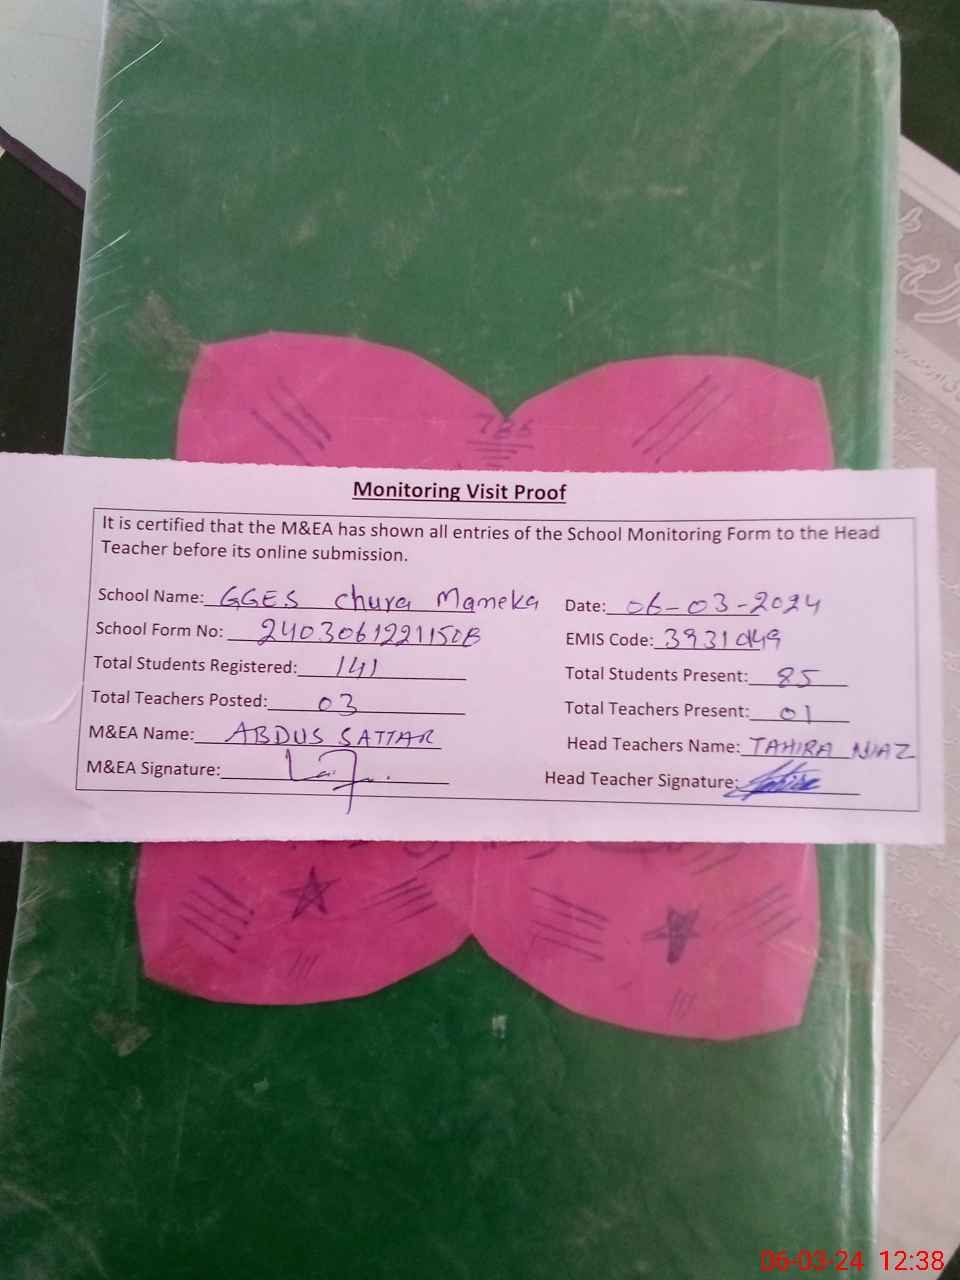 786
Monitoring Visit Proof
It is certified that the M&EA has shown all entries of the School Monitoring Form to the Head
Teacher before its online submission.
School Name: GGES Chura Mameka Date: 06-03-2024
School Form No: EMIS Code:
Total Students Registered: 141 Total Students Present: 85
Total Teachers Posted: 03 Total Teachers Present: 01
M&EA Name: ABDUS SATTAR Head Teachers Name: TAHIRA NIAZ
M&EA Signature: Head Teacher Signature:
06-03-24 12:38